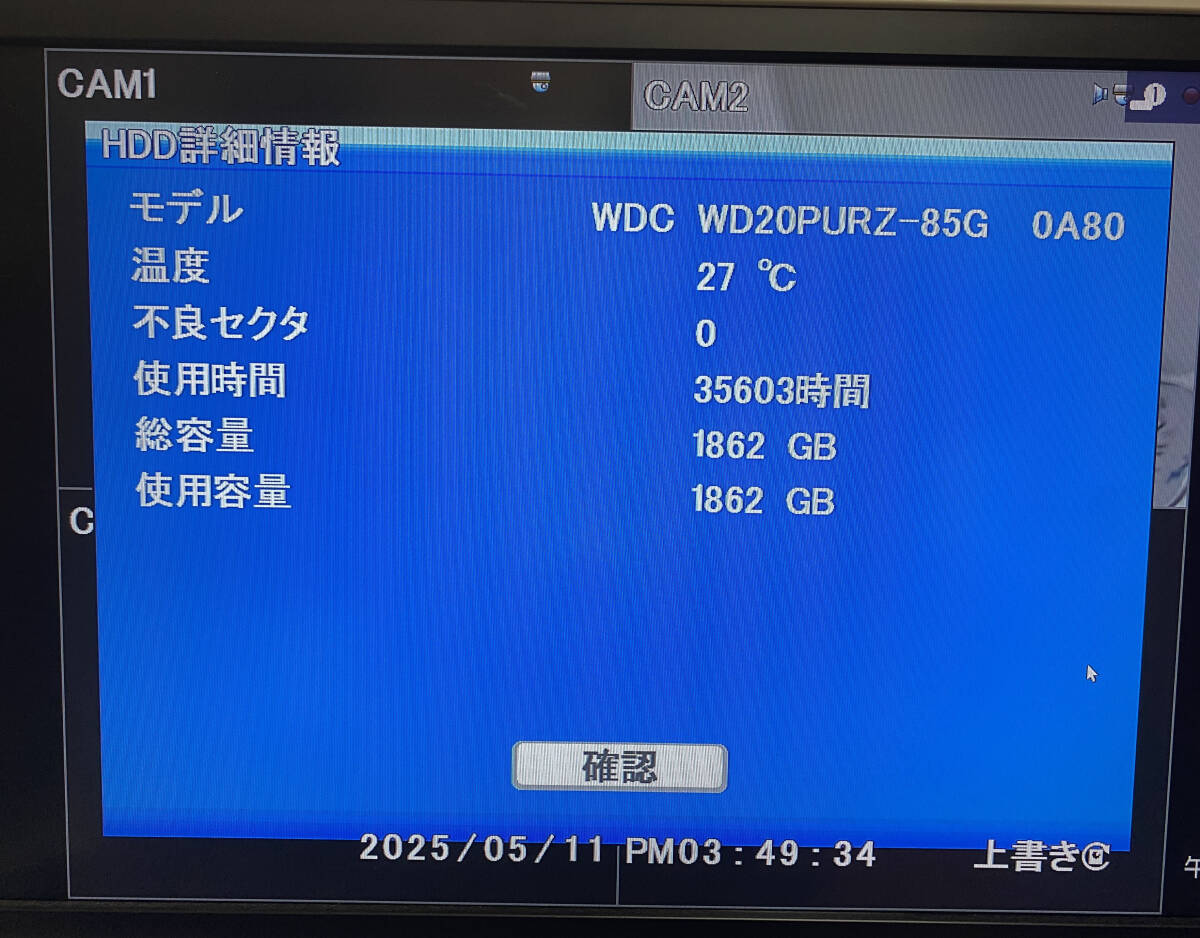 CAM1
CAM2
HDD詳細情報
モデル WDC WD20PURZ-85G 0A80
温度 27 ℃
不良セクタ 0
使用時間 35603時間
総容量 1862 GB
使用容量 1862 GB
C
確認
2025/05/11 PM03:49:34 上書き
午